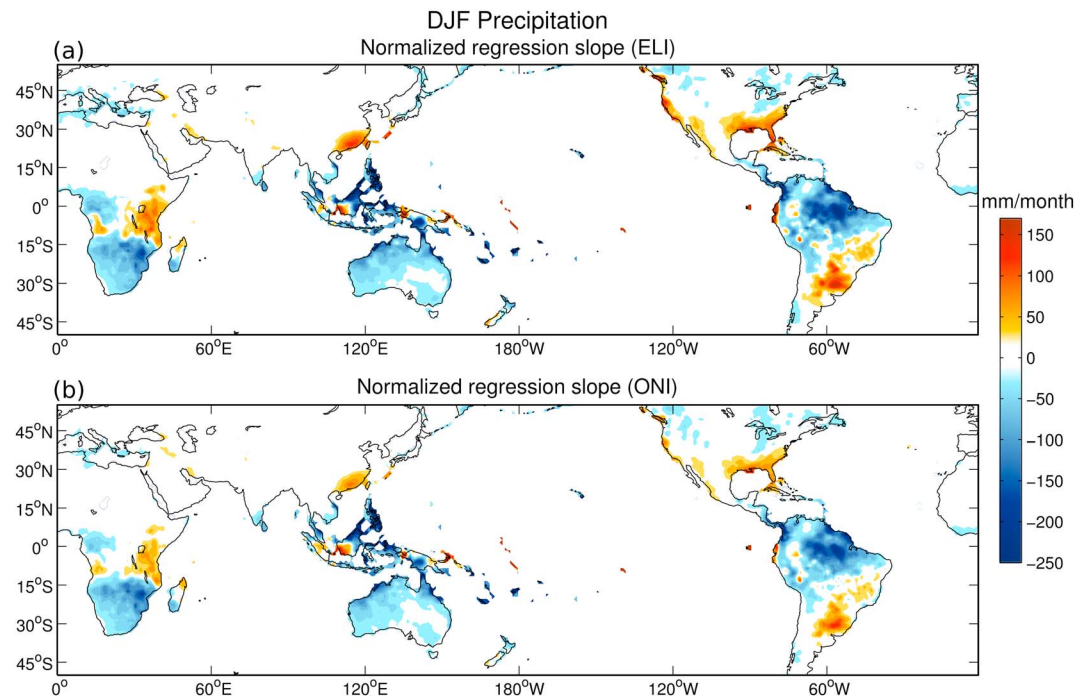 DJF Precipitation
(a)
Normalized regression slope (ELI)
45°N
30°N
15°N
0°
15°S
30°S
45°S
0°
60°E
120°E
180°W
120°W
60°W
(b)
Normalized regression slope (ONI)
45°N
30°N
15°N
0°
15°S
30°S
45°S
0°
60°E
120°E
180°W
120°W
60°W
mm/month
150
100
50
0
−50
−100
−150
−200
−250